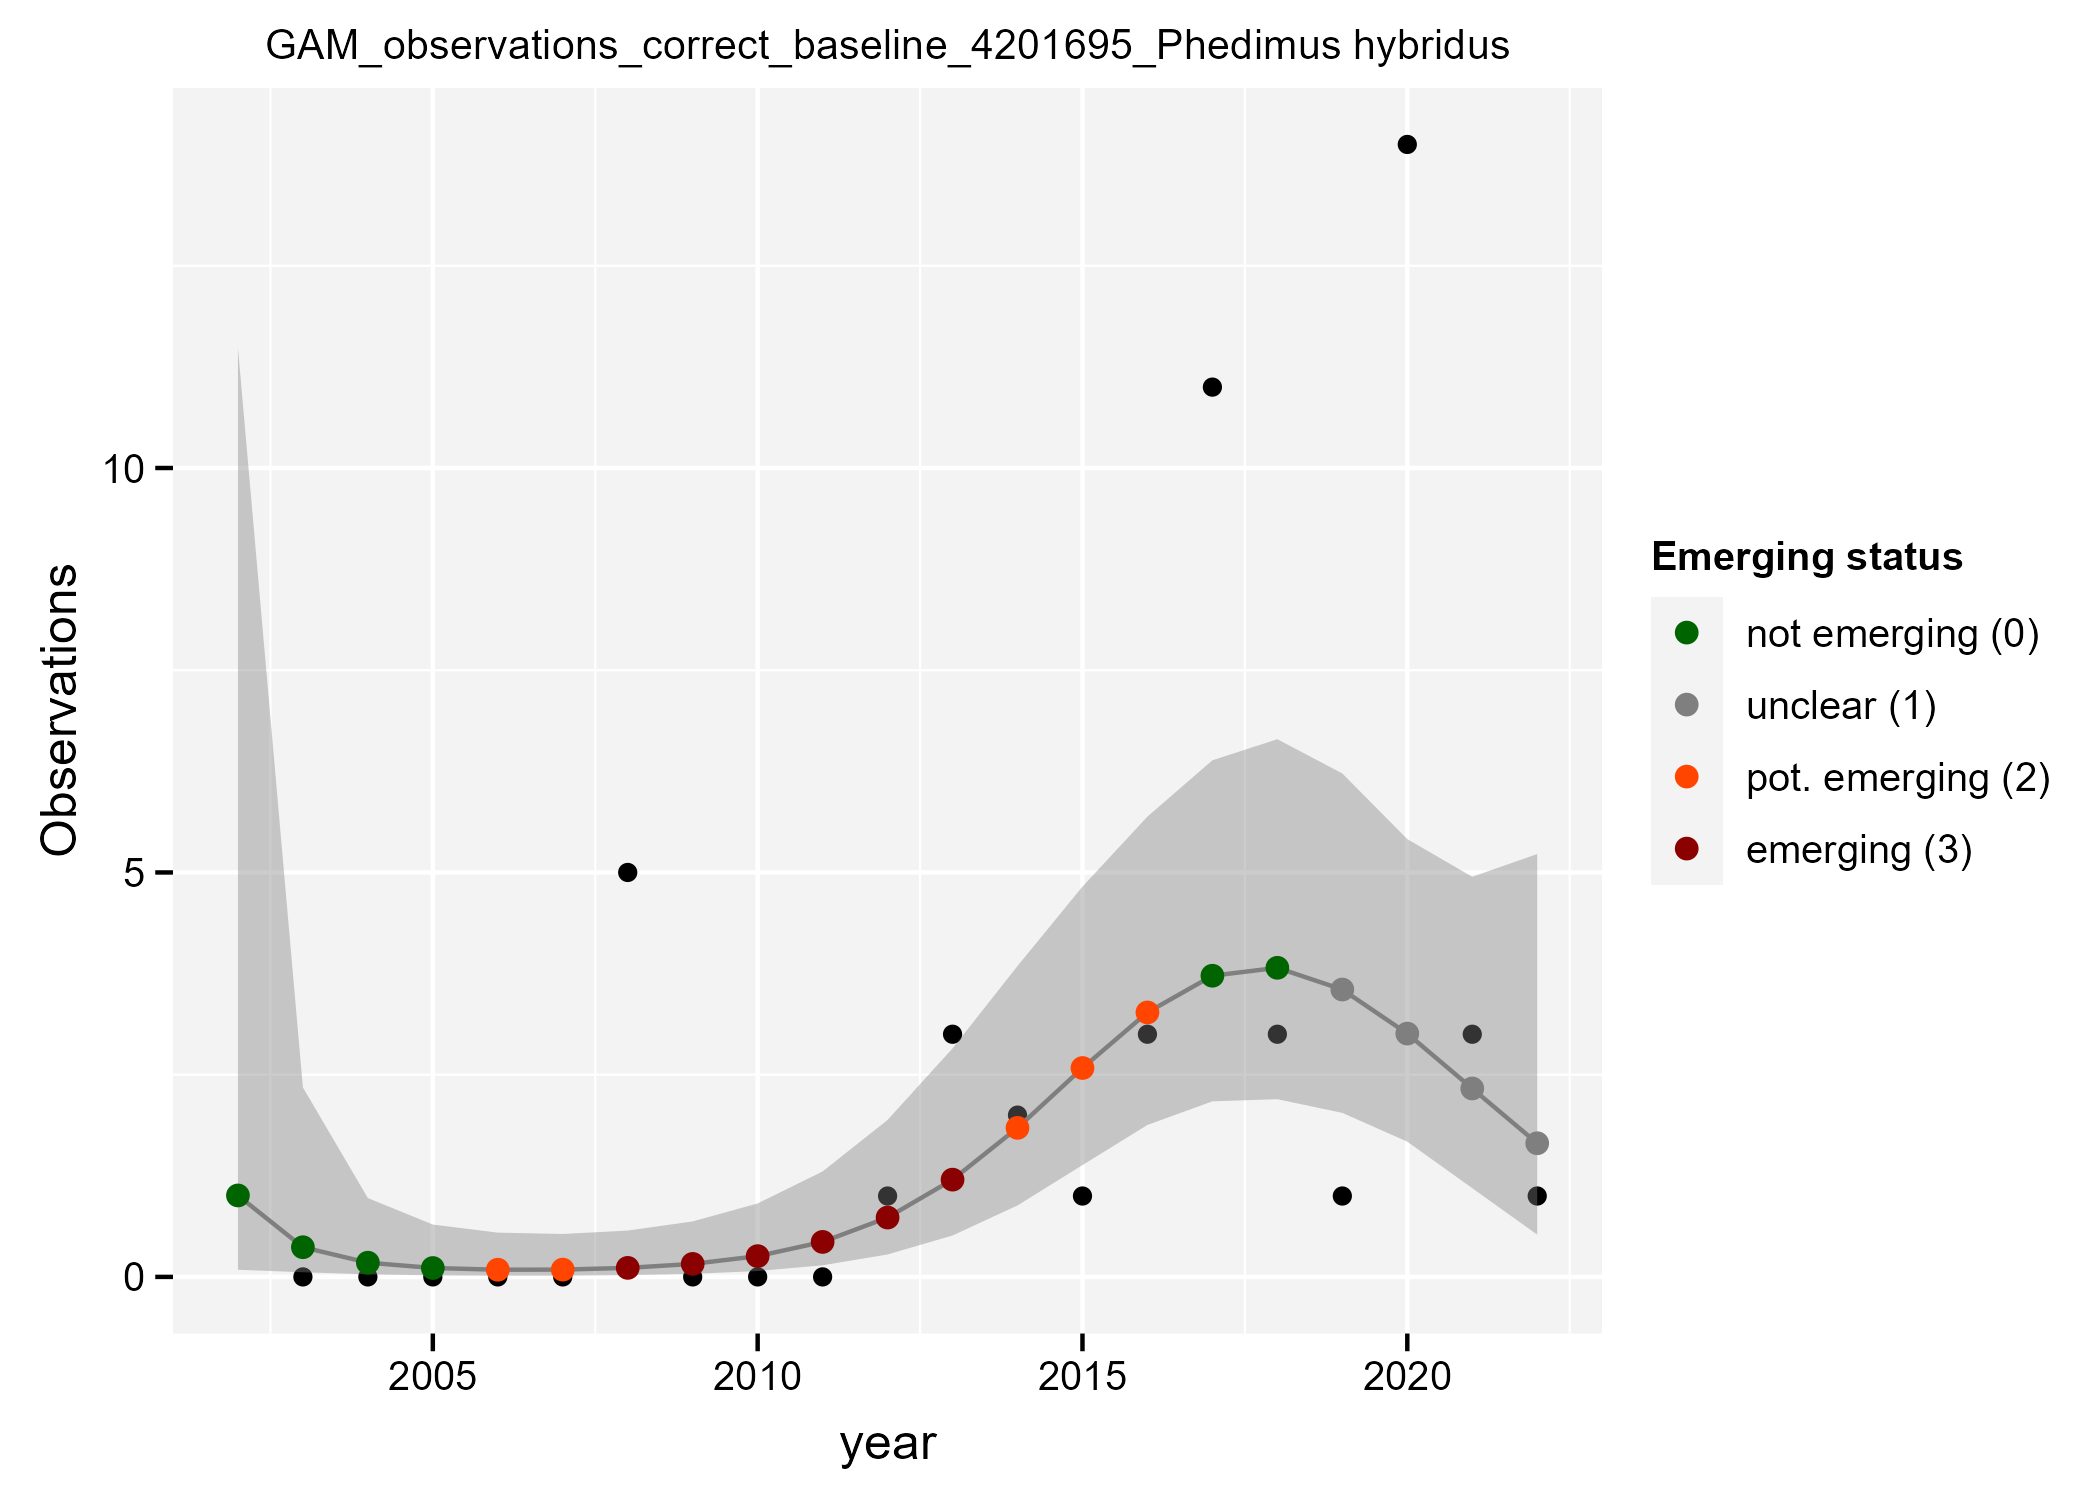 GAM_observations_correct_baseline_4201695_Phedimus hybridus
Observations
10
5
0
2005
2010
2015
2020
year
Emerging status
not emerging (0)
unclear (1)
pot. emerging (2)
emerging (3)